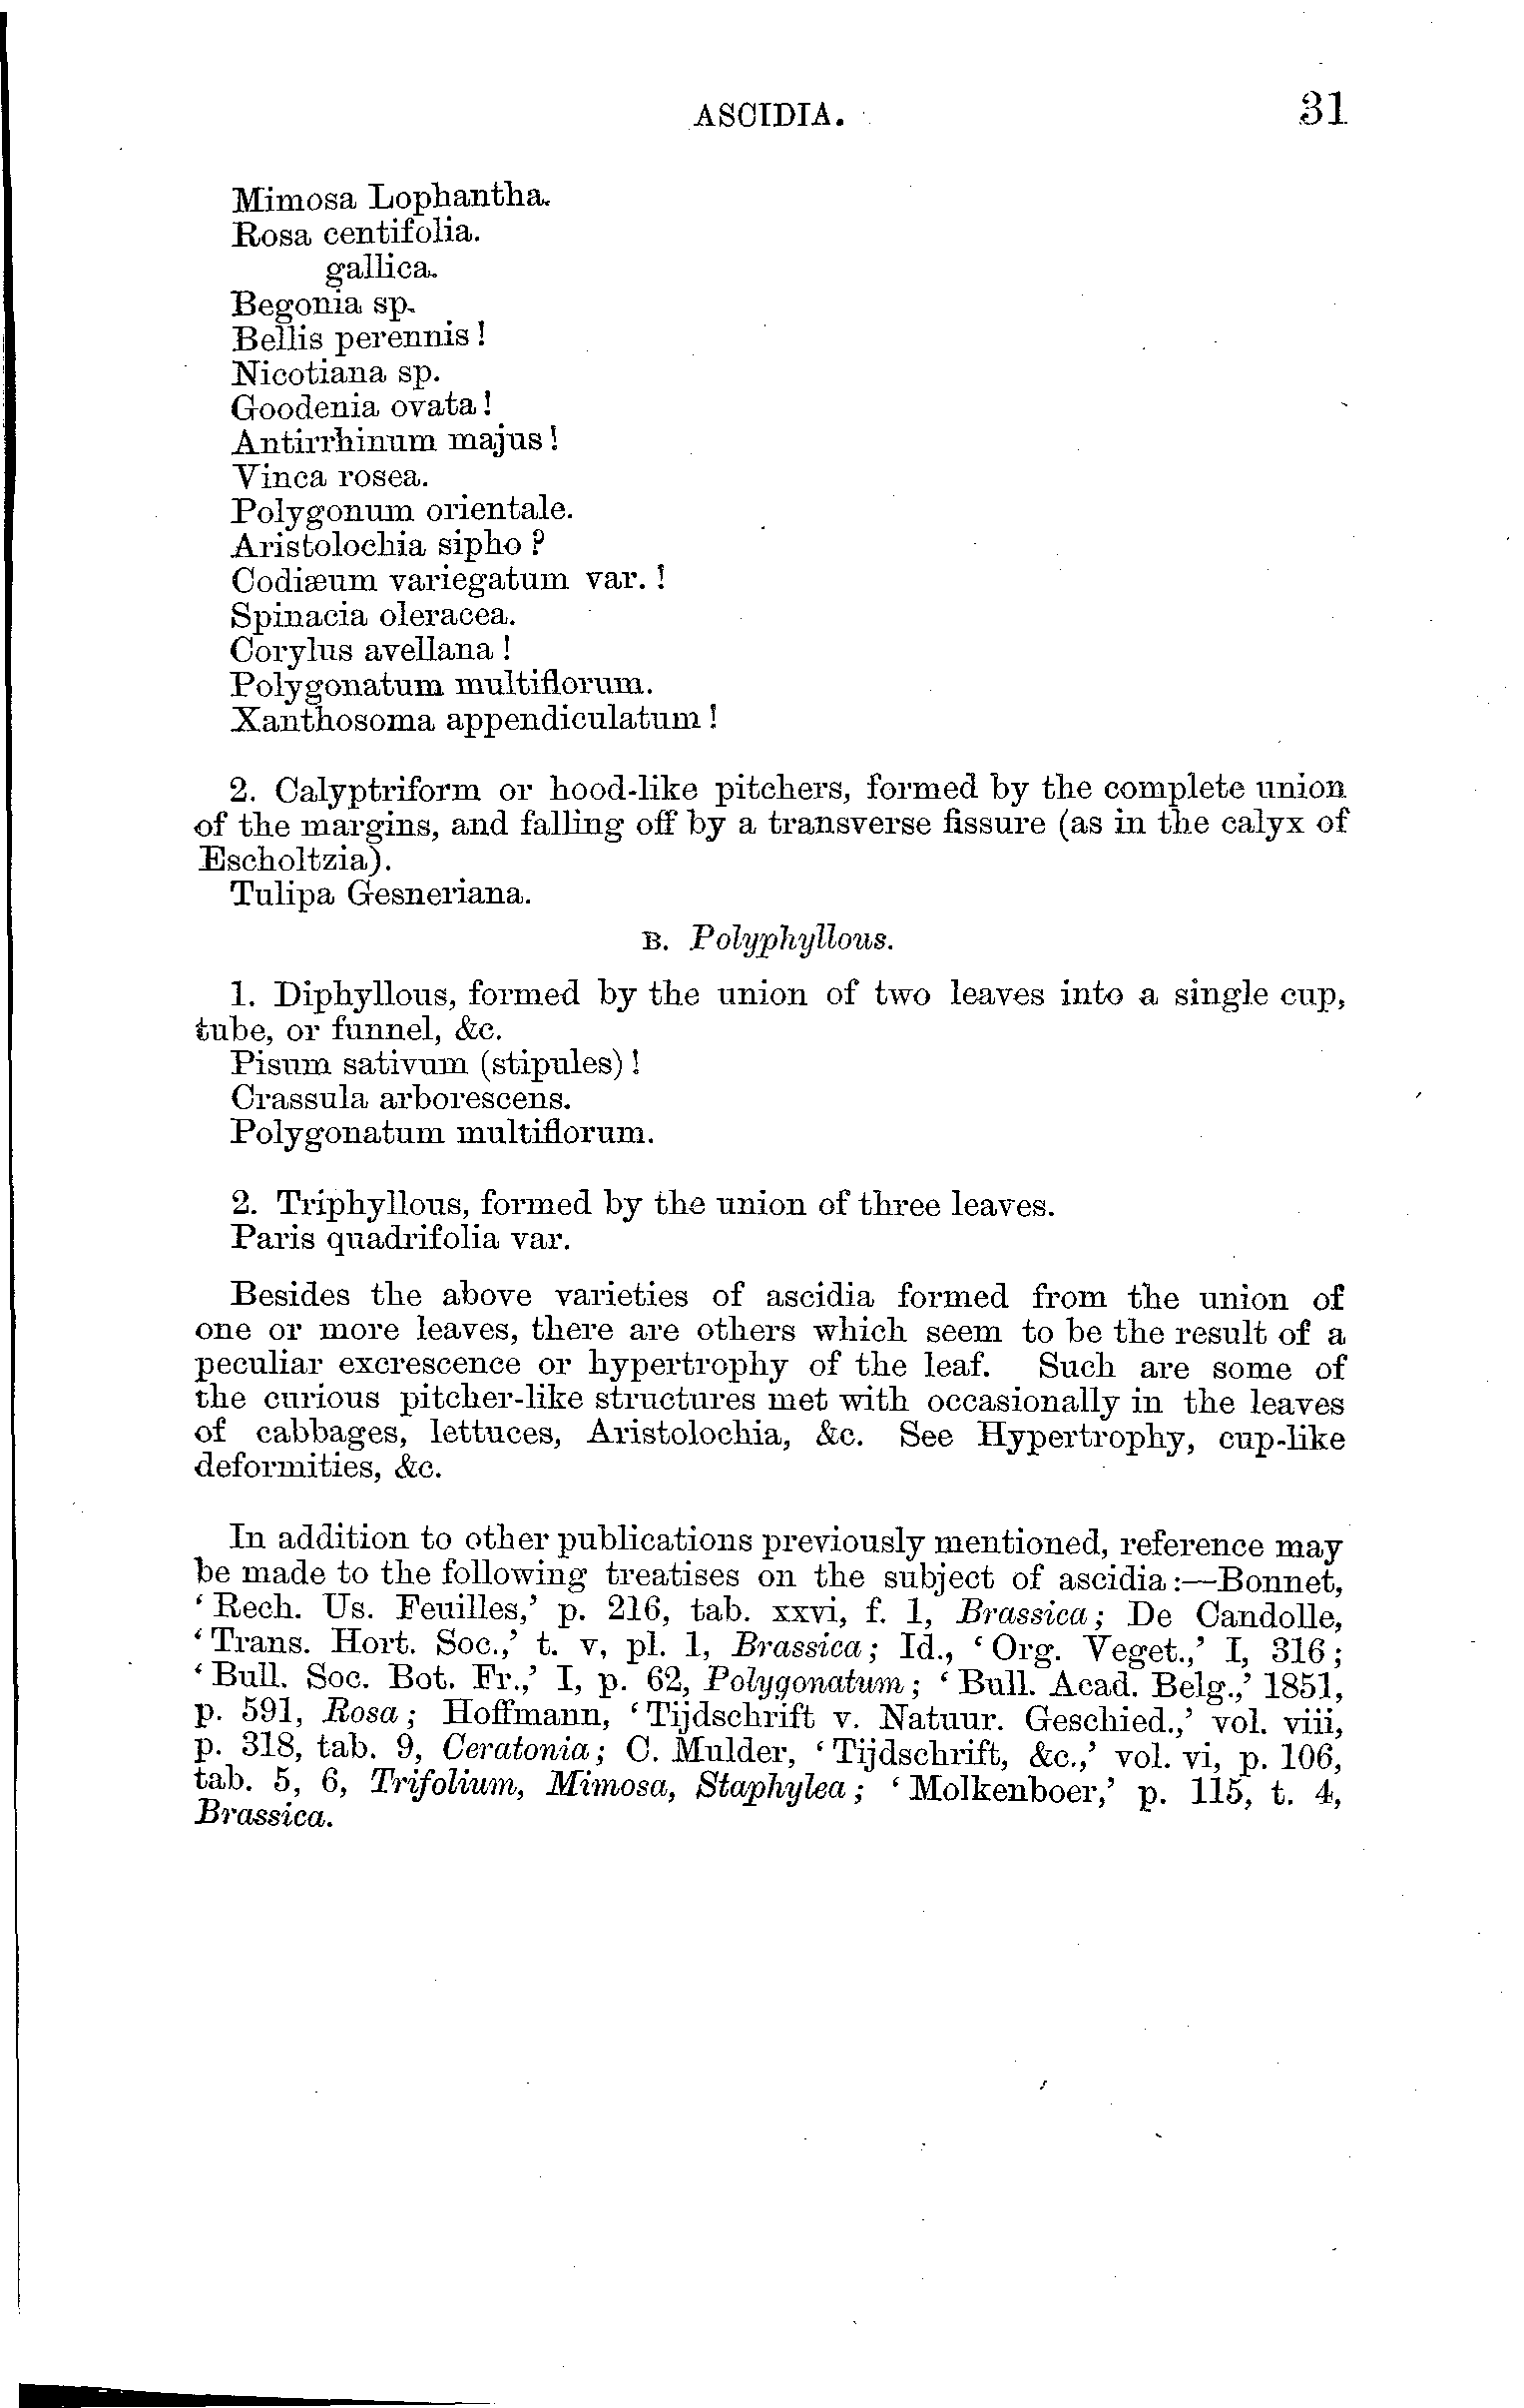 ASCIDIA. 31
Mimosa Lophantha.
Rosa centifolia.
gallica.
Begonia sp.
Bellis perennis!
Nicotiana sp.
Goodenia ovata!
Antirrhinum majus!
Vinca rosea.
Polygonum orientale.
Aristolochia sipho?
Codiæum variegatum var.!
Spinacia oleracea.
Corylus avellana!
Polygonatum multiflorum.
Xanthosoma appendiculatum!
2. Calyptriform or hood-like pitchers, formed by the complete union
of the margins, and falling off by a transverse fissure (as in the calyx of
Escholtzia).
Tulipa Gesneriana.
B. Polyphyllous.
1. Diphyllous, formed by the union of two leaves into a single cup,
tube, or funnel, &c.
Pisum sativum (stipules)!
Crassula arborescens.
Polygonatum multiflorum.
2. Triphyllous, formed by the union of three leaves.
Paris quadrifolia var.
Besides the above varieties of ascidia formed from the union of
one or more leaves, there are others which seem to be the result of a
peculiar excrescence or hypertrophy of the leaf. Such are some of
the curious pitcher-like structures met with occasionally in the leaves
of cabbages, lettuces, Aristolochia, &c. See Hypertrophy, cup-like
deformities, &c.
In addition to other publications previously mentioned, reference may
be made to the following treatises on the subject of ascidia:—Bonnet,
‘Rech. Us. Feuilles,’ p. 216, tab. xxvi, f. 1, Brassica; De Candolle,
‘Trans. Hort. Soc.,’ t. v, pl. 1, Brassica; Id., ‘Org. Veget.,’ I, 316;
‘Bull. Soc. Bot. Fr.,’ I, p. 62, Polygonatum; ‘Bull. Acad. Belg.,’ 1851,
p. 591, Rosa; Hoffmann, ‘Tijdschrift v. Natuur. Geschied.,’ vol. viii,
p. 318, tab. 9, Ceratonia; C. Mulder, ‘Tijdschrift, &c.,’ vol. vi, p. 106,
tab. 5, 6, Trifolium, Mimosa, Staphylea; ‘Molkenboer,’ p. 115, t. 4,
Brassica.